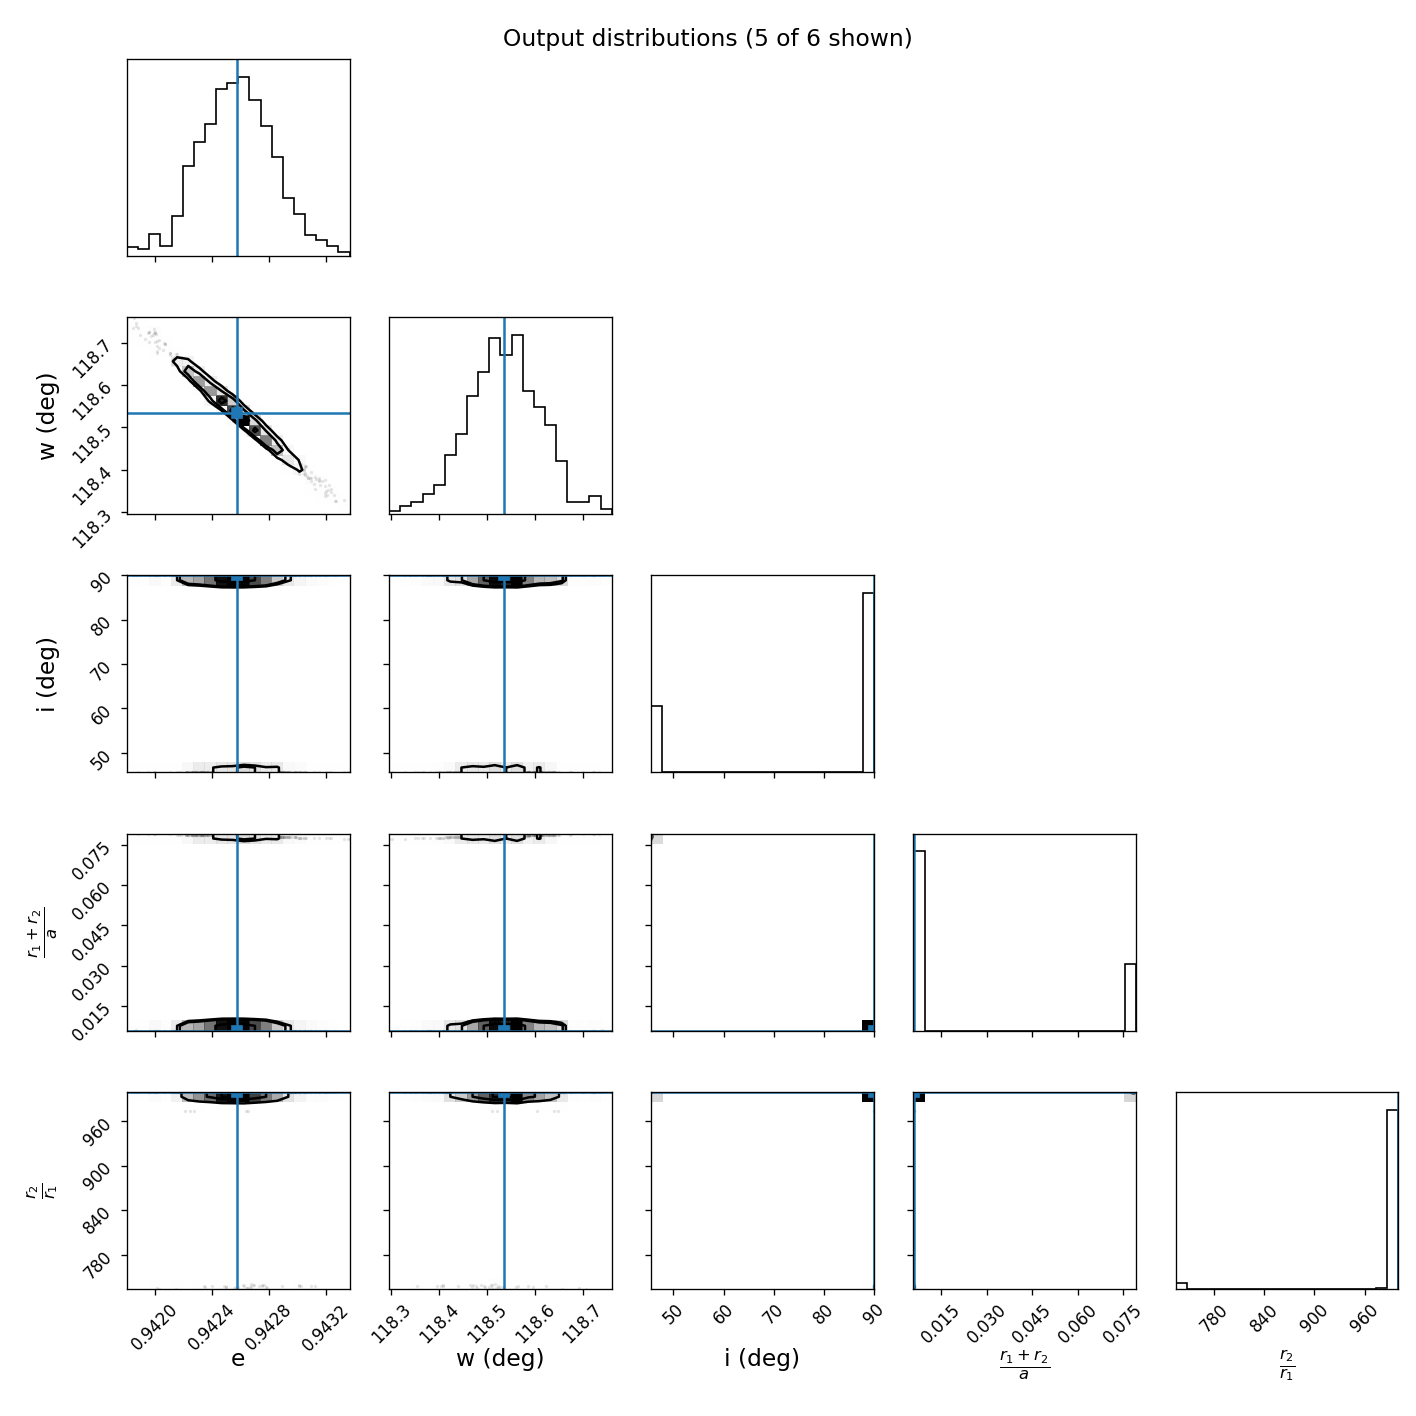 Output distributions (5 of 6 shown)
w (deg)
118.7
118.6
118.5
118.4
118.3
i (deg)
90
80
70
60
50
r₁ + r₂
a
0.075
0.060
0.045
0.030
0.015
r₂
r₁
960
900
840
780
0.9420 0.9424 0.9428 0.9432
e
118.3 118.4 118.5 118.6 118.7
w (deg)
50 60 70 80 90
i (deg)
0.015 0.030 0.045 0.060 0.075
r₁ + r₂
a
780 840 900 960
r₂
r₁